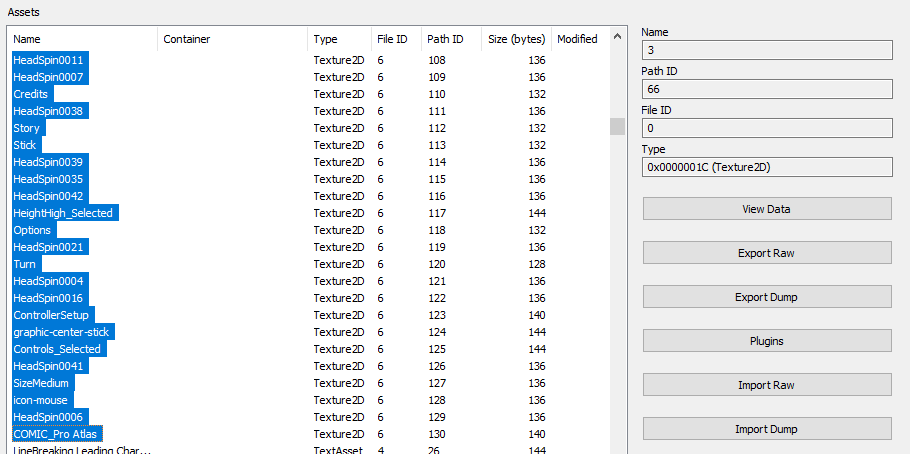 Assets
Name Container Type File ID Path ID Size (bytes) Modified
HeadSpin0011 Texture2D 6 108 136
HeadSpin0007 Texture2D 6 109 136
Credits Texture2D 6 110 132
HeadSpin0038 Texture2D 6 111 136
Story Texture2D 6 112 132
Stick Texture2D 6 113 132
HeadSpin0039 Texture2D 6 114 136
HeadSpin0035 Texture2D 6 115 136
HeadSpin0042 Texture2D 6 116 136
HeightHigh_Selected Texture2D 6 117 144
Options Texture2D 6 118 132
HeadSpin0021 Texture2D 6 119 136
Turn Texture2D 6 120 128
HeadSpin0004 Texture2D 6 121 136
HeadSpin0016 Texture2D 6 122 136
ControllerSetup Texture2D 6 123 140
graphic-center-stick Texture2D 6 124 144
Controls_Selected Texture2D 6 125 144
HeadSpin0041 Texture2D 6 126 136
SizeMedium Texture2D 6 127 136
icon-mouse Texture2D 6 128 136
HeadSpin0006 Texture2D 6 129 136
COMIC_Pro Atlas Texture2D 6 130 140
LineBreaking Leading Char... TextAsset 4 26 144
Name
3
Path ID
66
File ID
0
Type
0x0000001C (Texture2D)
View Data
Export Raw
Export Dump
Plugins
Import Raw
Import Dump